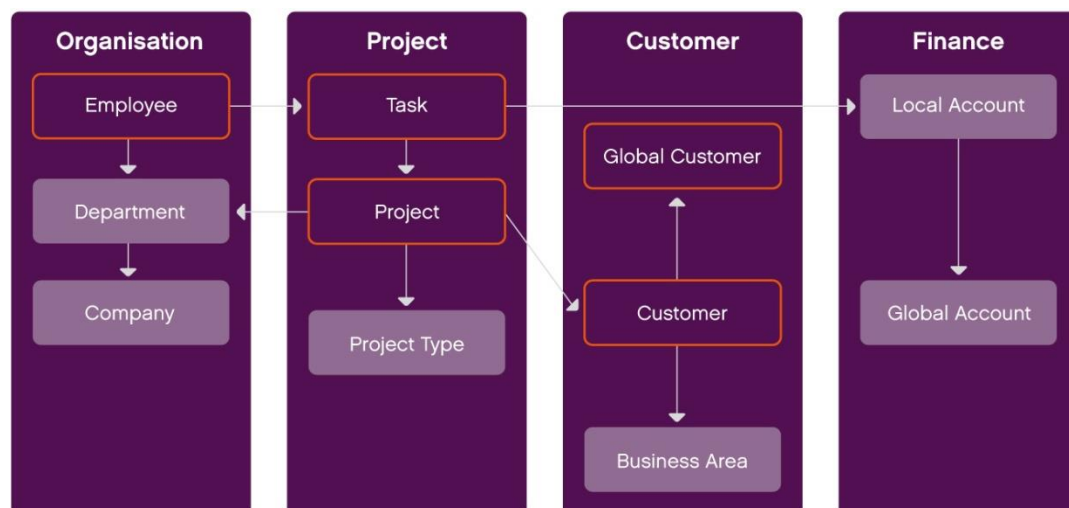 Organisation
Employee
Department
Company
Project
Task
Project
Project Type
Customer
Global Customer
Customer
Business Area
Finance
Local Account
Global Account